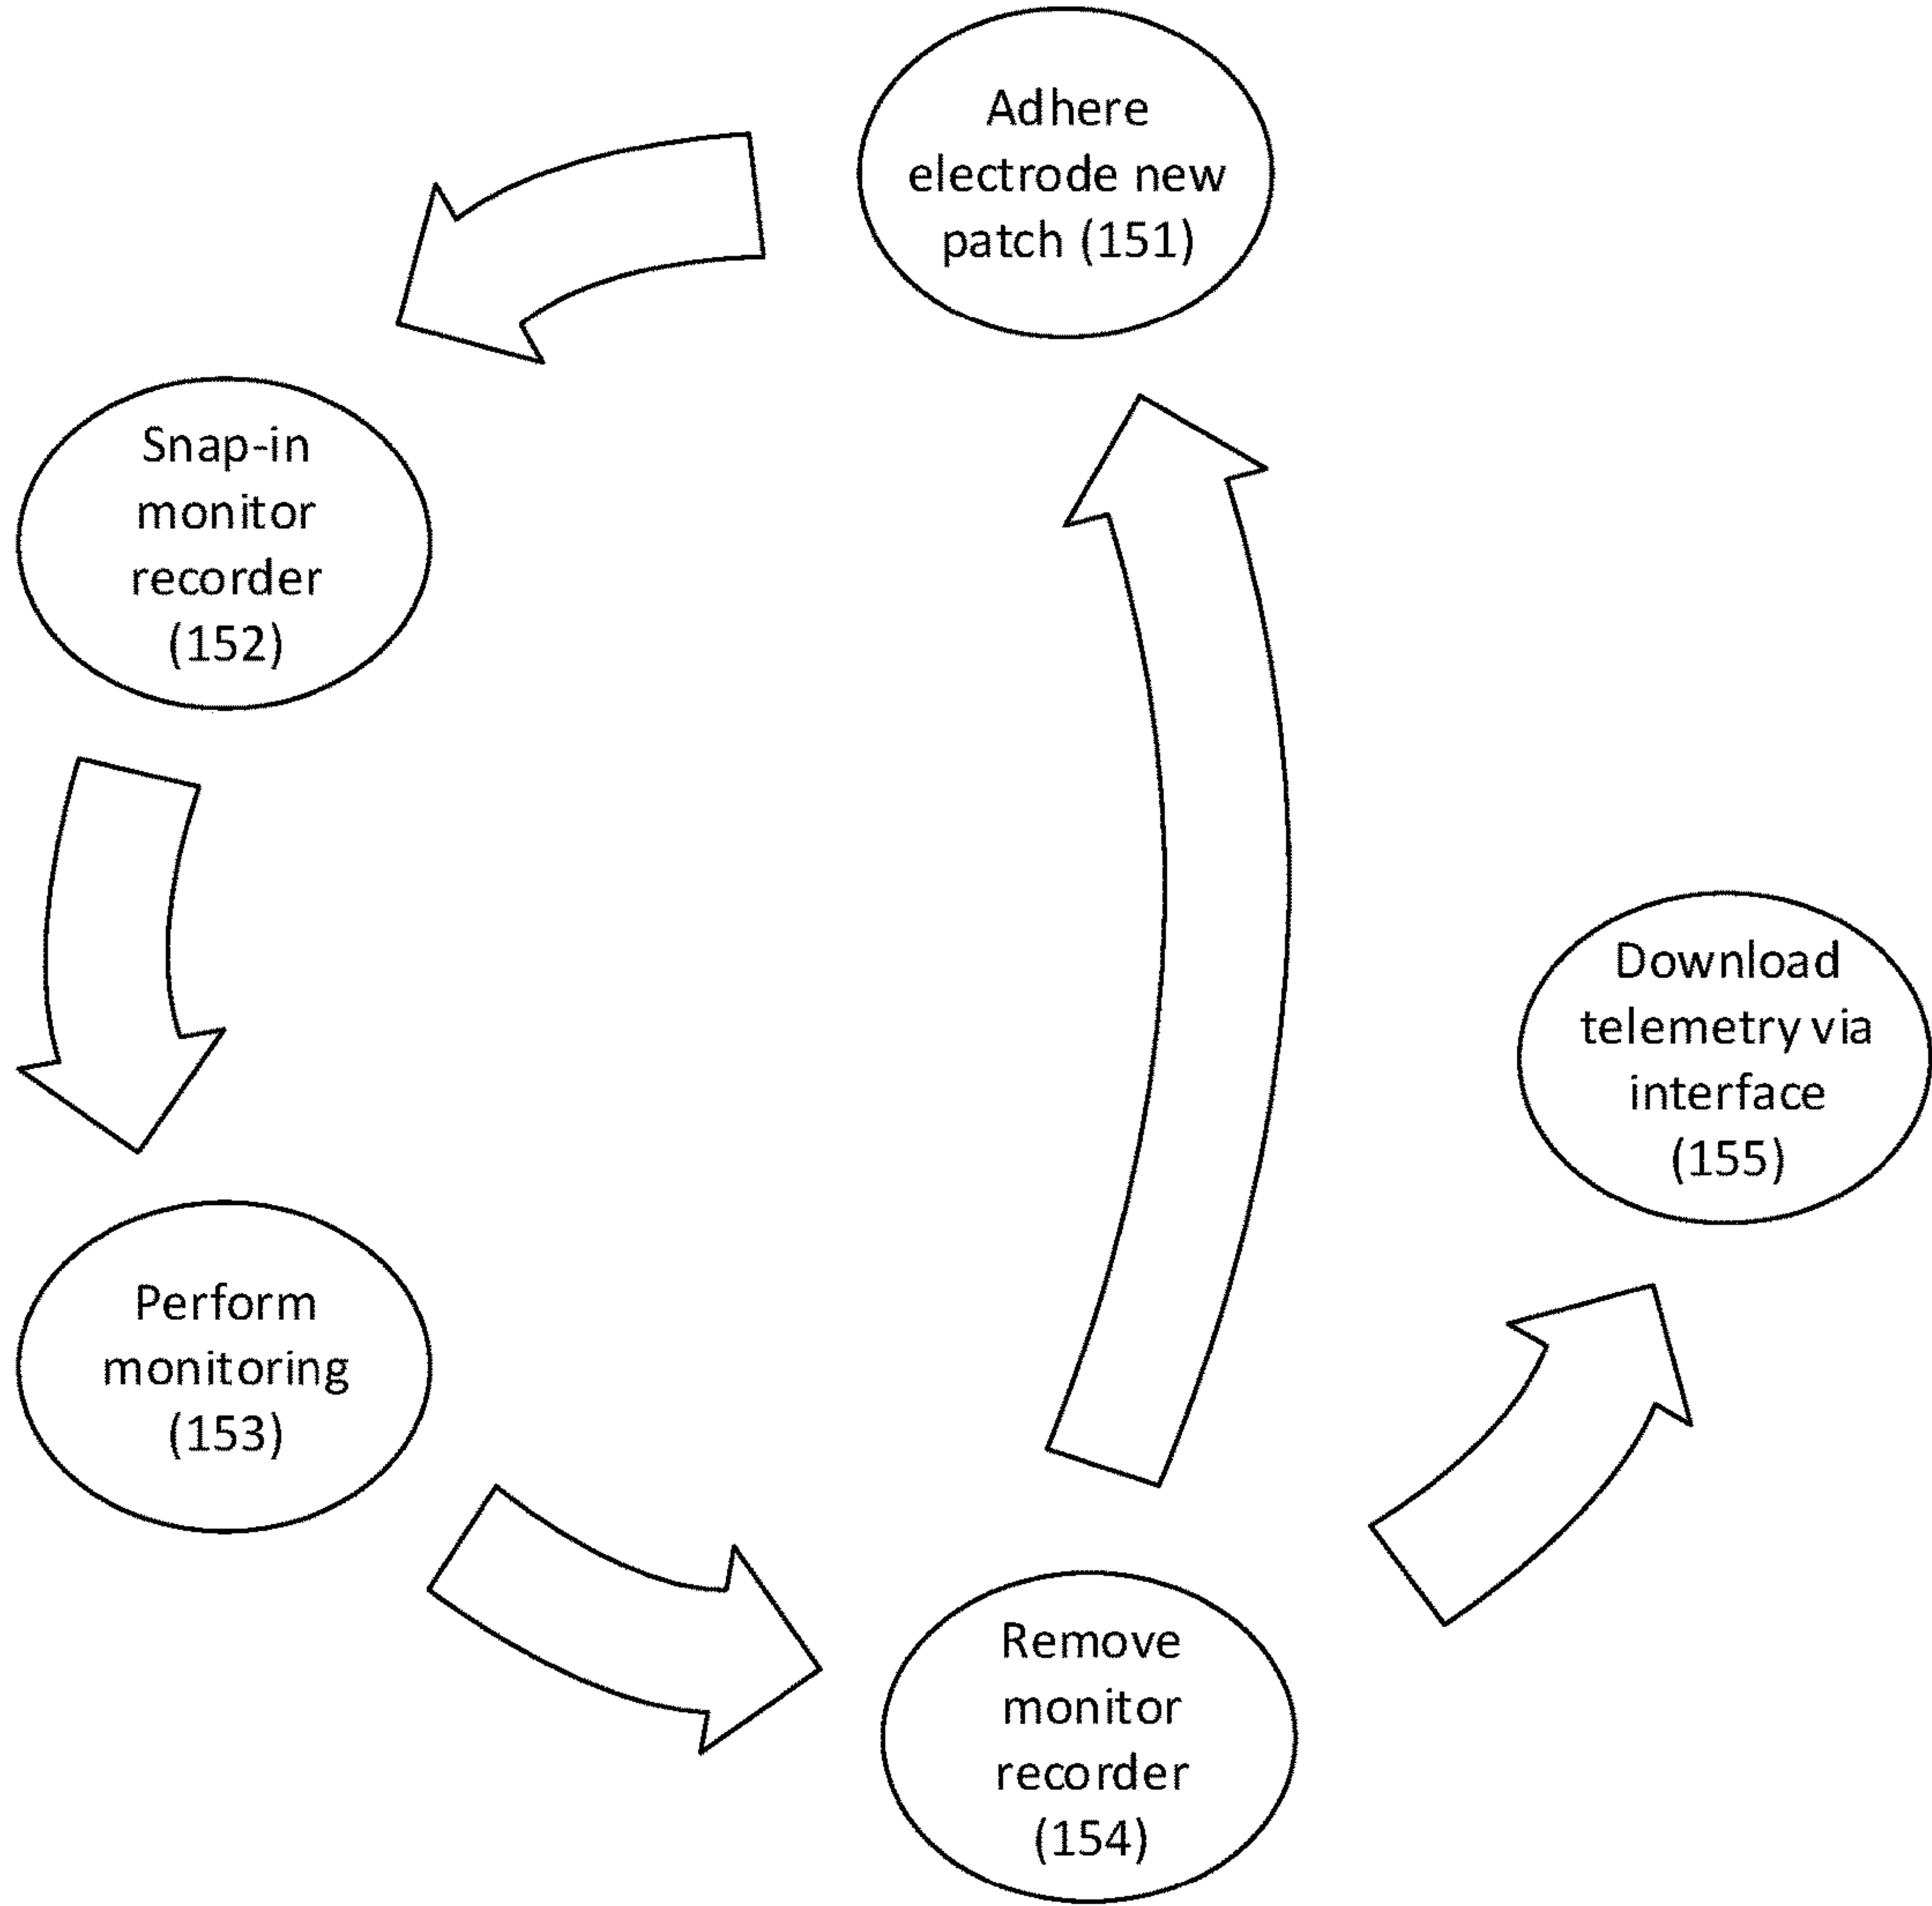 Adhere
electrode new
patch (151)
Snap-in
monitor
recorder
(152)
Perform
monitoring
(153)
Remove
monitor
recorder
(154)
Download
telemetry via
interface
(155)